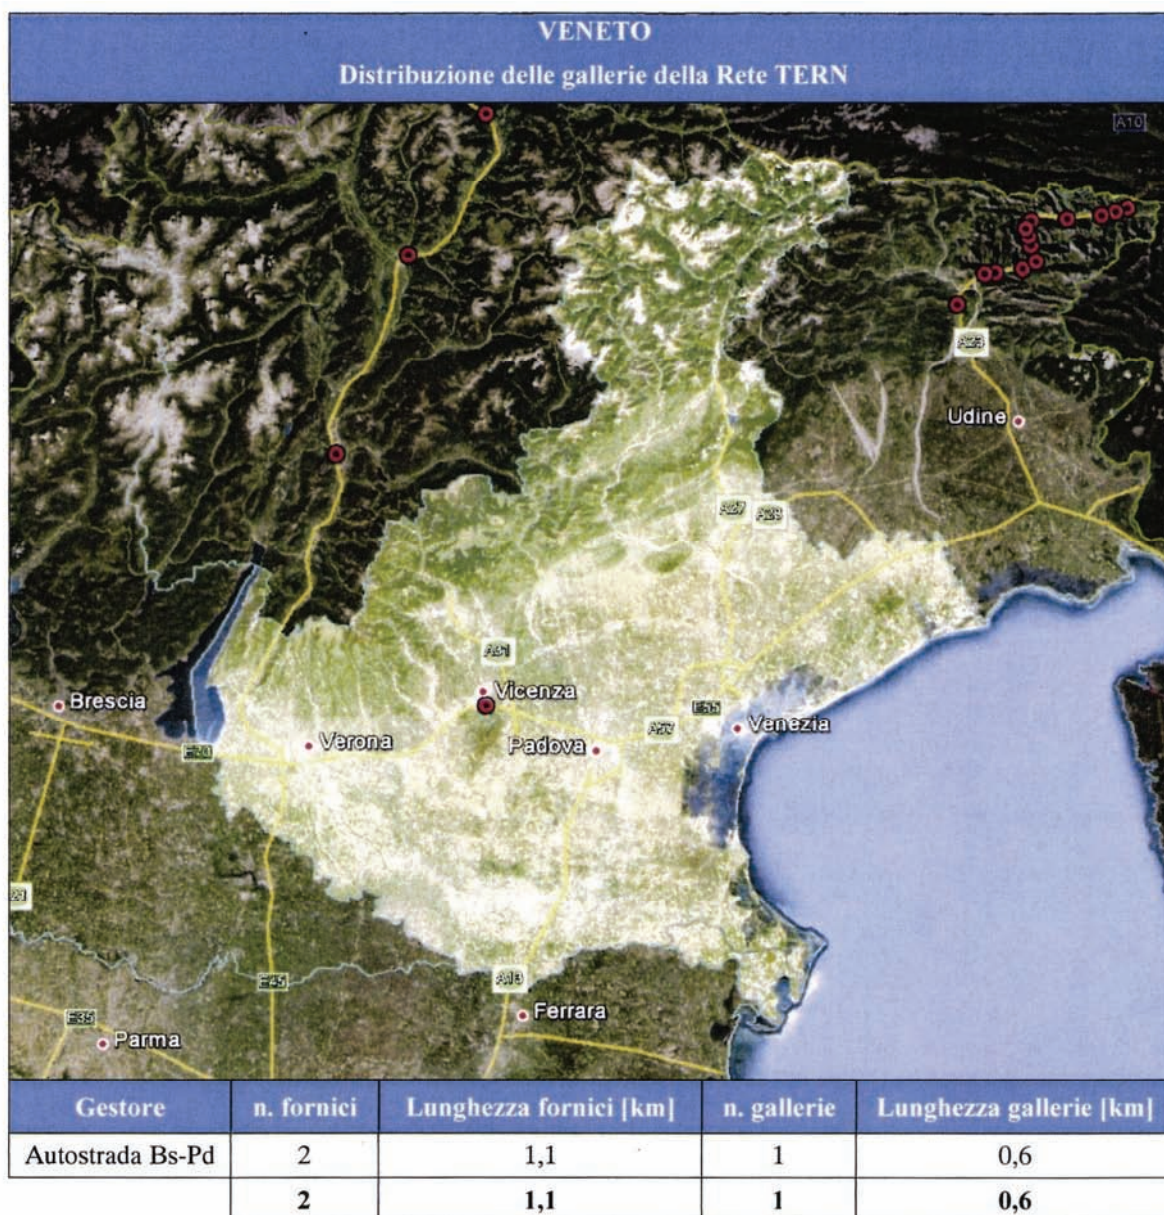 VENETO
Distribuzione delle gallerie della Rete TERN
A10
A23
Udine
A27 A28
A31
Vicenza
Brescia
E55
Venezia
Verona
Padova
A57
E70
21
A13
E45
Ferrara
E35
Parma
Gestore n. fornici Lunghezza fornici [km] n. gallerie Lunghezza gallerie [km]
Autostrada Bs-Pd 2 1,1 1 0,6
2 1,1 1 0,6